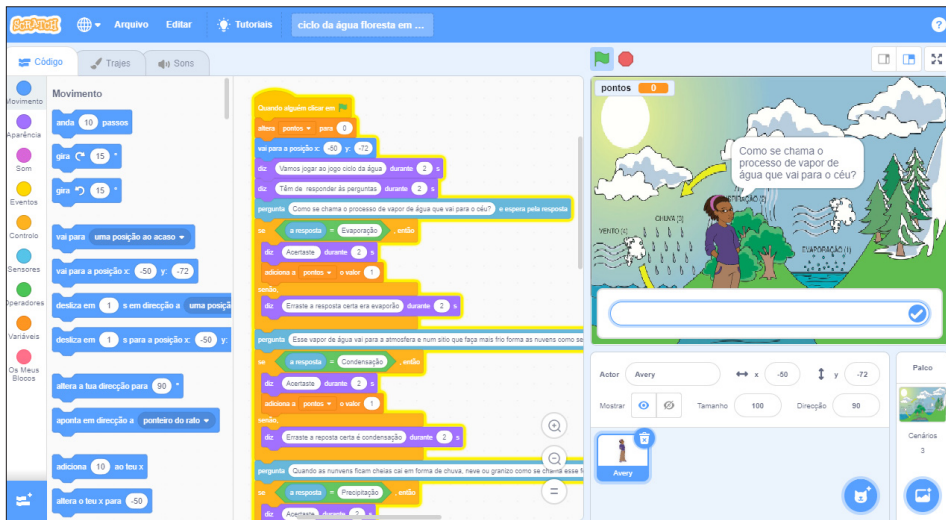 SCRATCH
Arquivo
Editar
Tutoriais
ciclo da água floresta em ...
?
Código
Trajes
Sons
Movimento
Aparência
Som
Eventos
Controlo
Sensores
Operadores
Variáveis
Os Meus
Blocos
Movimento
anda 10 passos
gira 15 °
gira 15 °
vai para uma posição ao acaso
vai para a posição x: -50 y: -72
desliza em 1 s em direcção a uma posiçã
desliza em 1 s para a posição x: -50 y:
altera a tua direcção para 90 °
aponta em direcção a ponteiro do rato
adiciona 10 ao teu x
altera o teu x para -50
Quando alguém clicar em
altera pontos para 0
vai para a posição x: -50 y: -72
diz Vamos jogar ao jogo ciclo da água durante 2 s
diz Têm de responder às perguntas durante 2 s
pergunta Como se chama o processo de vapor de água que vai para o céu? e espera pela resposta
se a resposta = Evaporação , então
diz Acertaste durante 2 s
adiciona a pontos o valor 1
senão,
diz Erraste a resposta certa era evaporão durante 2 s
pergunta Esse vapor de água vai para a atmosfera e num sitio que faça mais frio forma as nuvens como se
se a resposta = Condensação , então
diz Acertaste durante 2 s
adiciona a pontos o valor 1
senão,
diz Erraste a reposta certa é condensação durante 2 s
pergunta Quando as nunvens ficam cheias cai em forma de chuva, neve ou granizo como se chama esse f
se a resposta = Precipitação , então
diz Acertaste durante 2 s
pontos 0
Como se chama o
processo de vapor de
água que vai para o céu?
CHUVA (3)
VENTO (4)
EVAPORAÇÃO (1)
Actor Avery x -50 y -72
Mostrar Tamanho 100 Direcção 90
Avery
Palco
Cenários
3